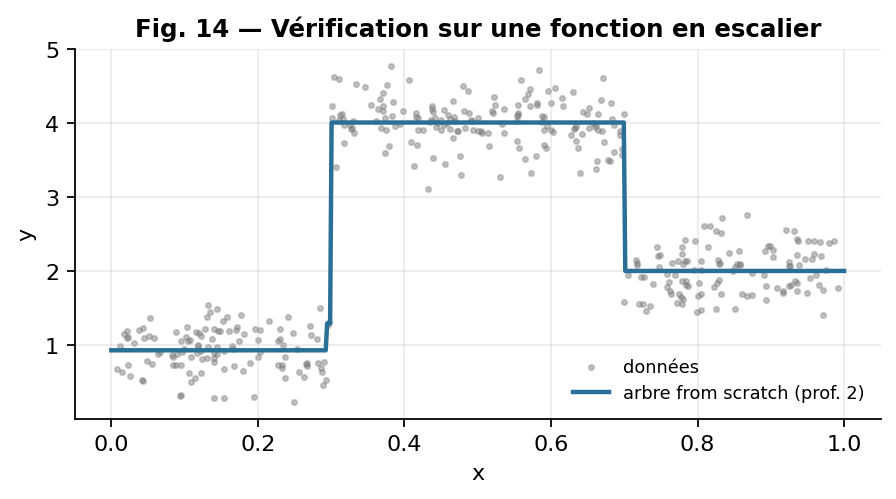 Fig. 14 — Vérification sur une fonction en escalier
5
4
3
2
1
y
données
arbre from scratch (prof. 2)
0.0 0.2 0.4 0.6 0.8 1.0
x